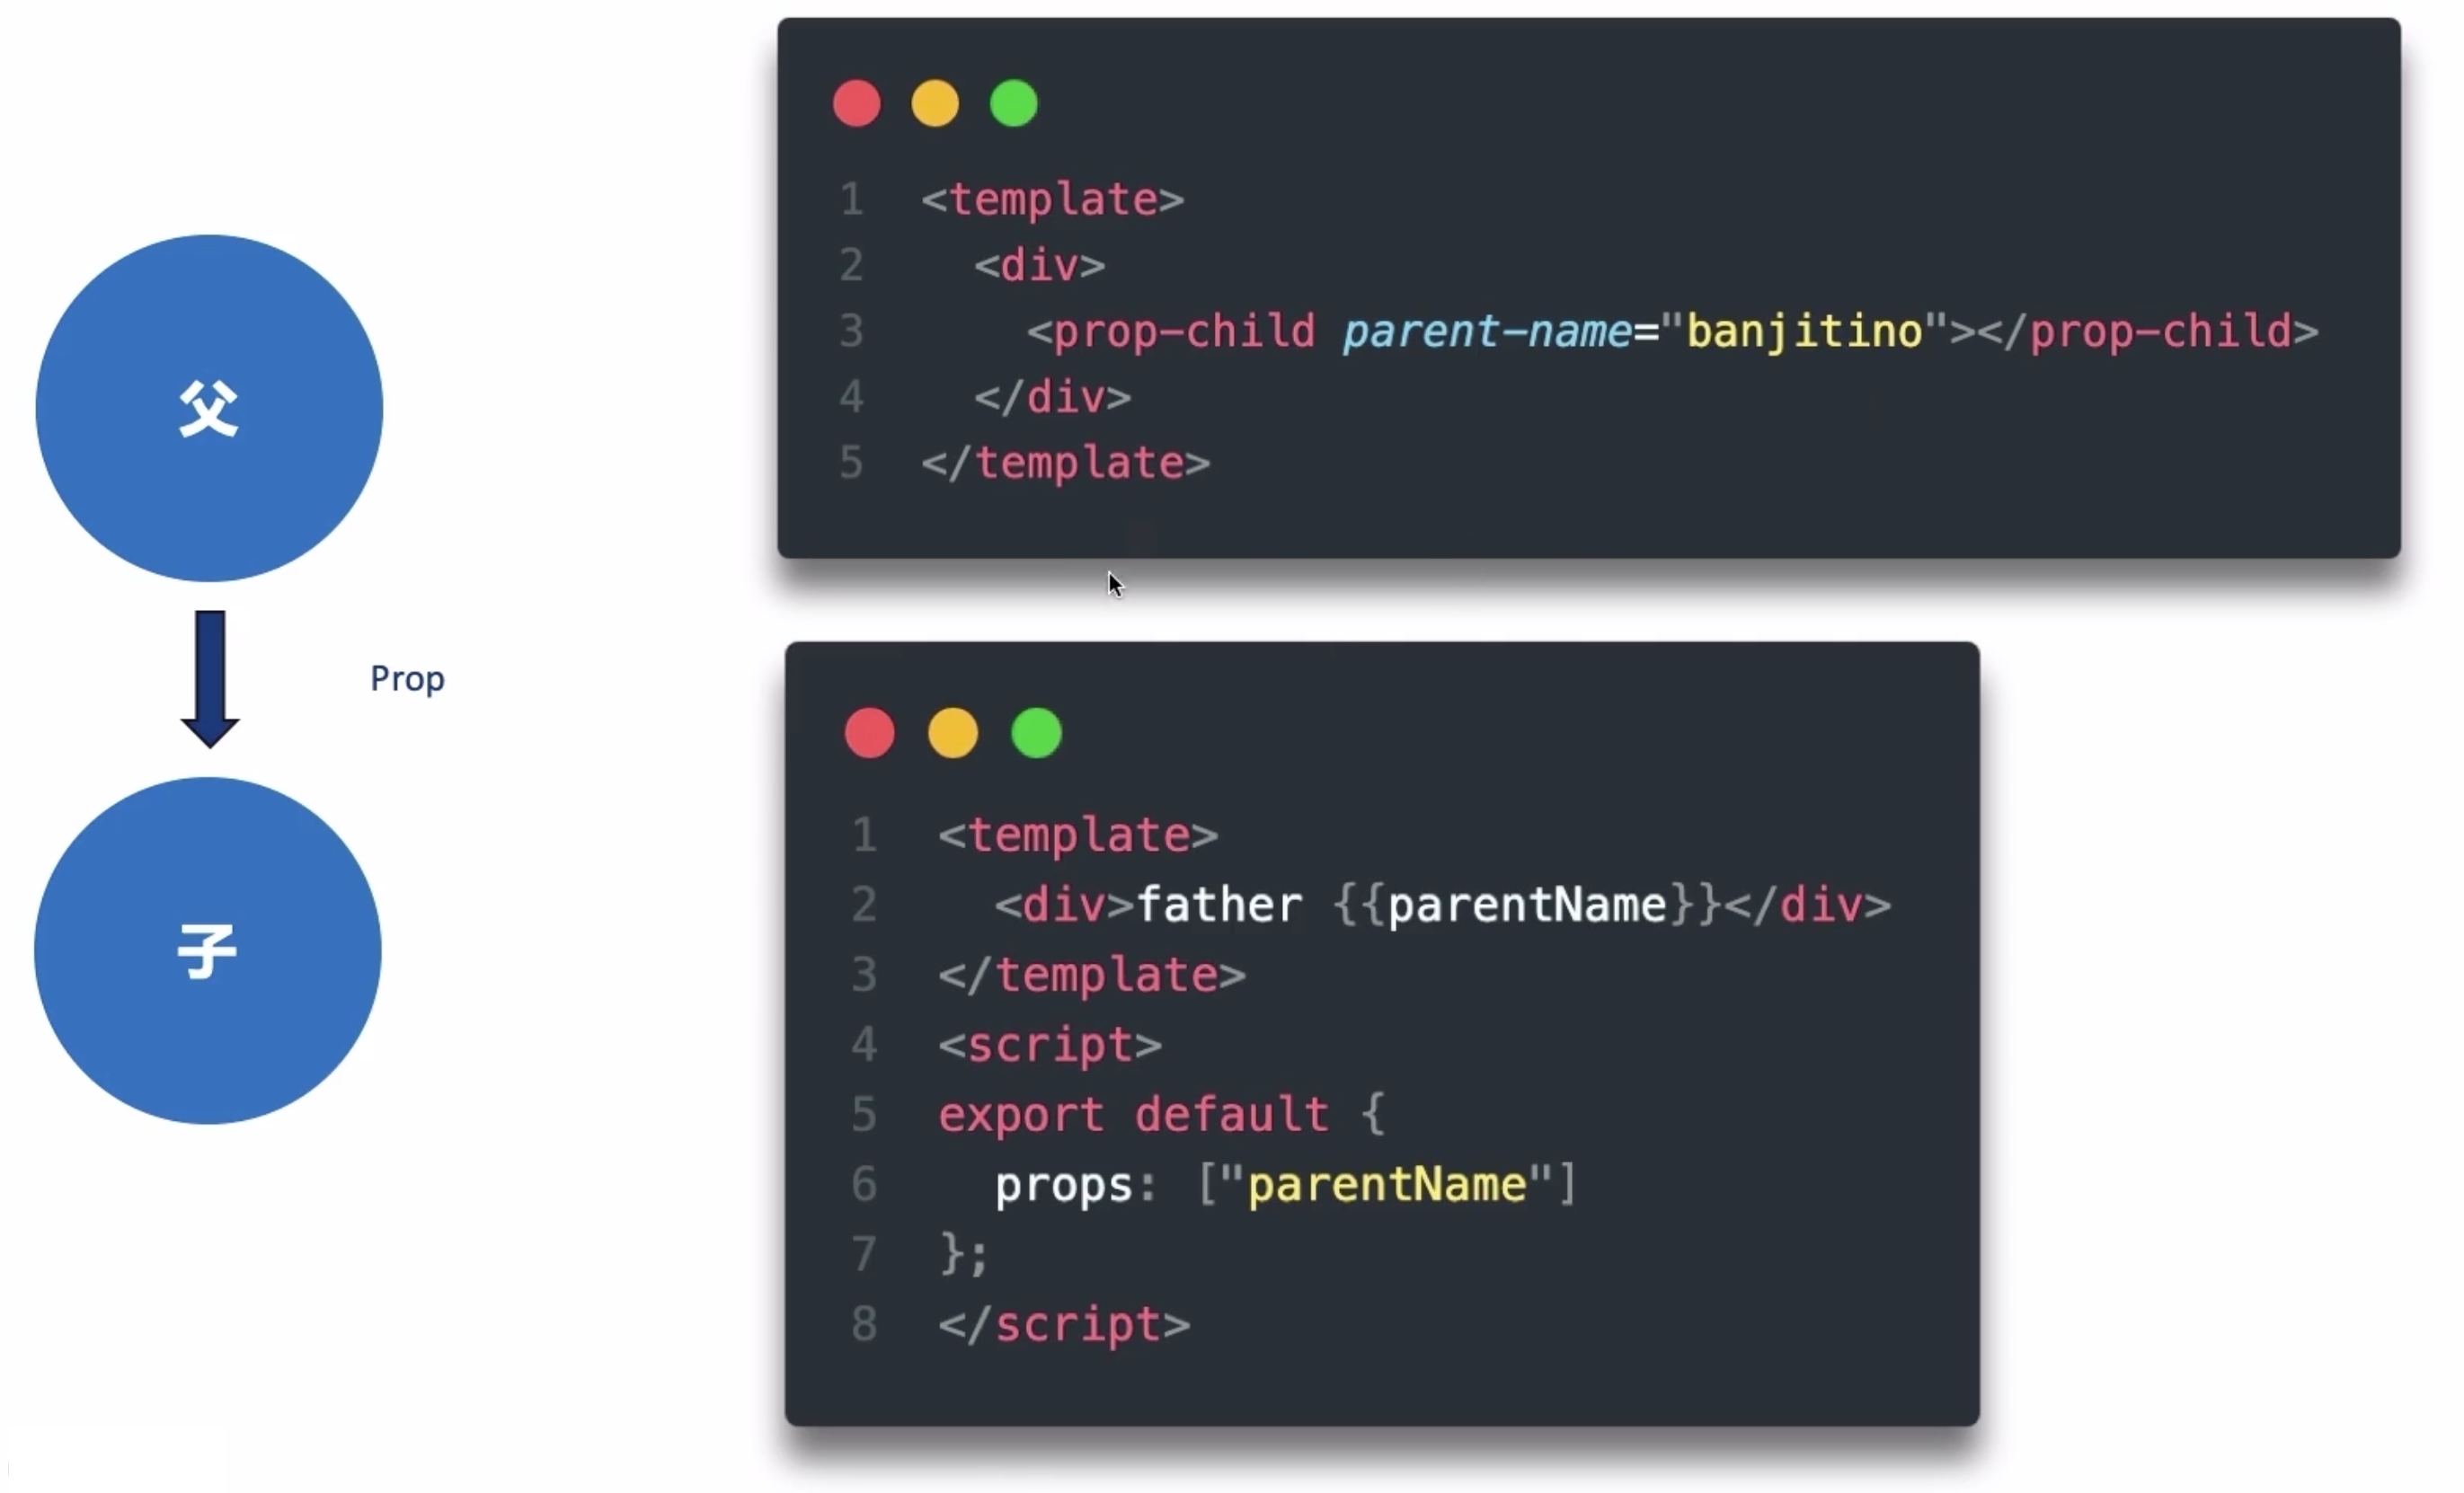 父
Prop
子
1 <template>
2   <div>
3     <prop-child parent-name="banjitino"></prop-child>
4   </div>
5 </template>
1 <template>
2   <div>father {{parentName}}</div>
3 </template>
4 <script>
5 export default {
6   props: ["parentName"]
7 };
8 </script>